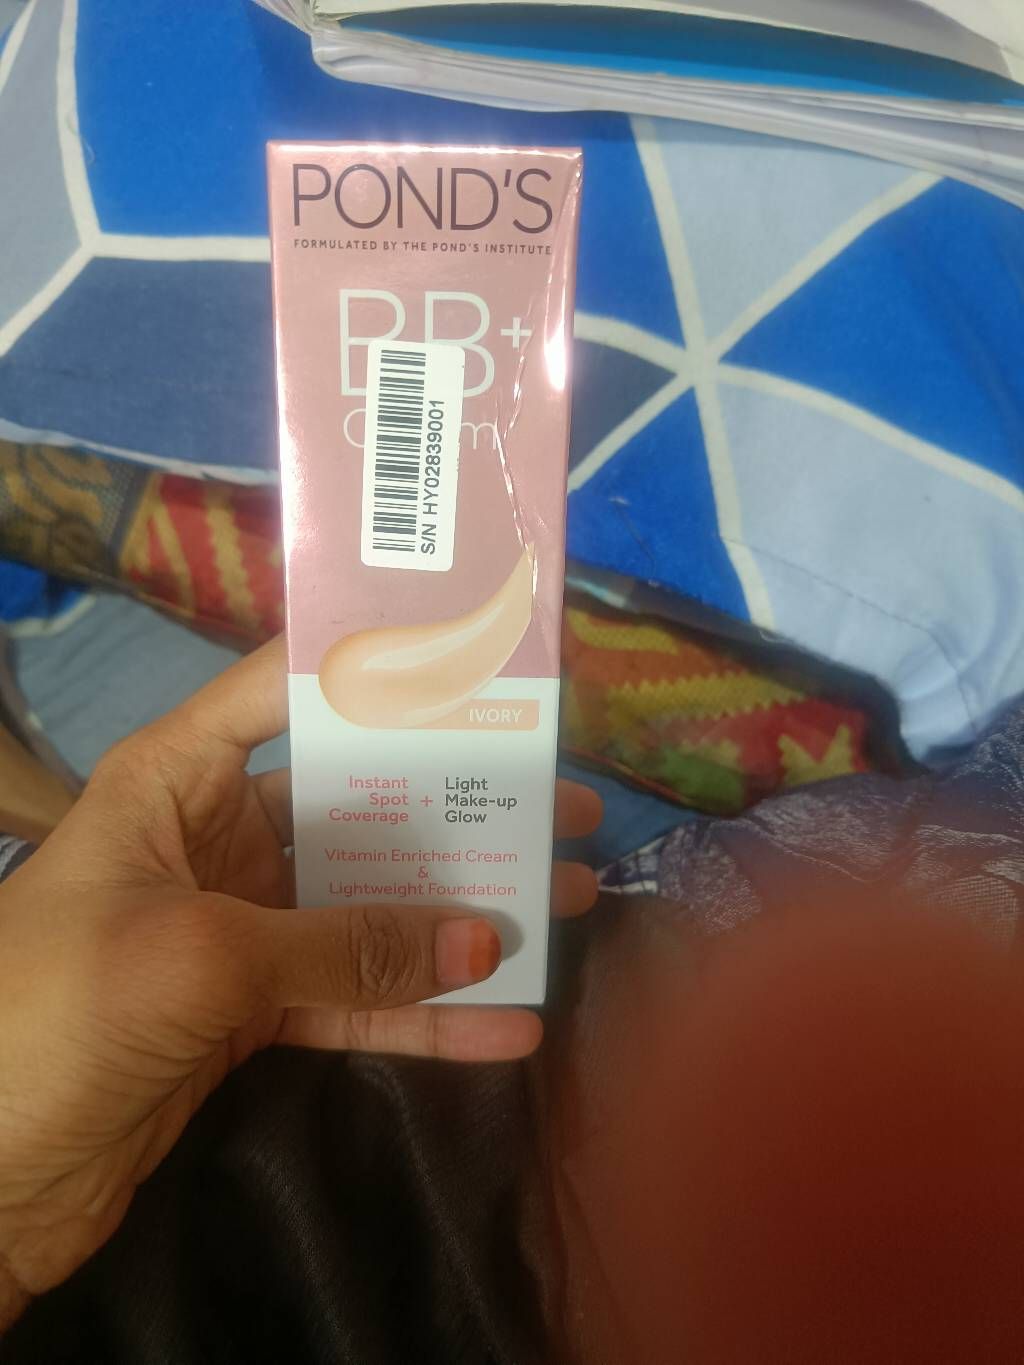 POND'S
FORMULATED BY THE POND'S INSTITUTE
BB+
S/N HY02839001
IVORY
Instant
Spot
Coverage
+
Light
Make-up
Glow
Vitamin Enriched Cream
&
Lightweight Foundation